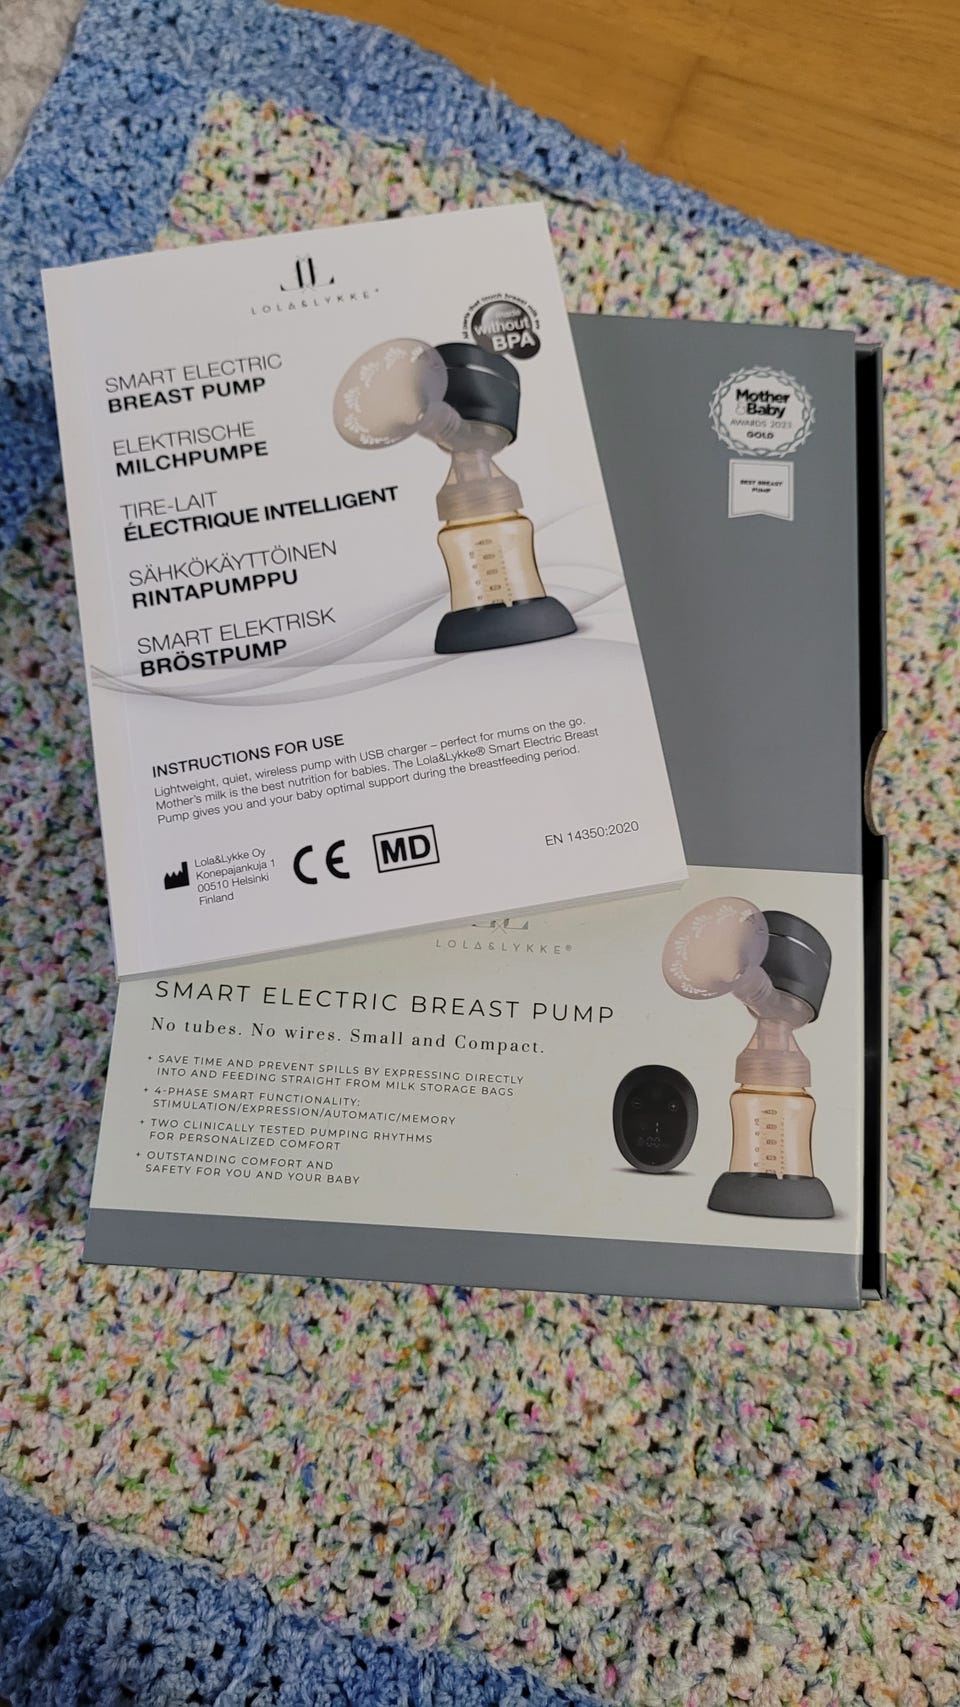 LOLA&LYKKE®
made
without
BPA
SMART ELECTRIC
BREAST PUMP
ELEKTRISCHE
MILCHPUMPE
TIRE-LAIT
ÉLECTRIQUE INTELLIGENT
SÄHKÖKÄYTTÖINEN
RINTAPUMPPU
SMART ELEKTRISK
BRÖSTPUMP
INSTRUCTIONS FOR USE
Lightweight, quiet, wireless pump with USB charger – perfect for mums on the go.
Mother's milk is the best nutrition for babies. The Lola&Lykke® Smart Electric Breast
Pump gives you and your baby optimal support during the breastfeeding period.
Lola&Lykke Oy
Konepajankuja 1
00510 Helsinki
Finland
CE
MD
EN 14350:2020
Mother
&Baby
AWARDS 2023
GOLD
BEST BREAST
PUMP
LOLA&LYKKE®
SMART ELECTRIC BREAST PUMP
No tubes. No wires. Small and Compact.
+ SAVE TIME AND PREVENT SPILLS BY EXPRESSING DIRECTLY
INTO AND FEEDING STRAIGHT FROM MILK STORAGE BAGS
+ 4-PHASE SMART FUNCTIONALITY:
STIMULATION/EXPRESSION/AUTOMATIC/MEMORY
+ TWO CLINICALLY TESTED PUMPING RHYTHMS
FOR PERSONALIZED COMFORT
+ OUTSTANDING COMFORT AND
SAFETY FOR YOU AND YOUR BABY